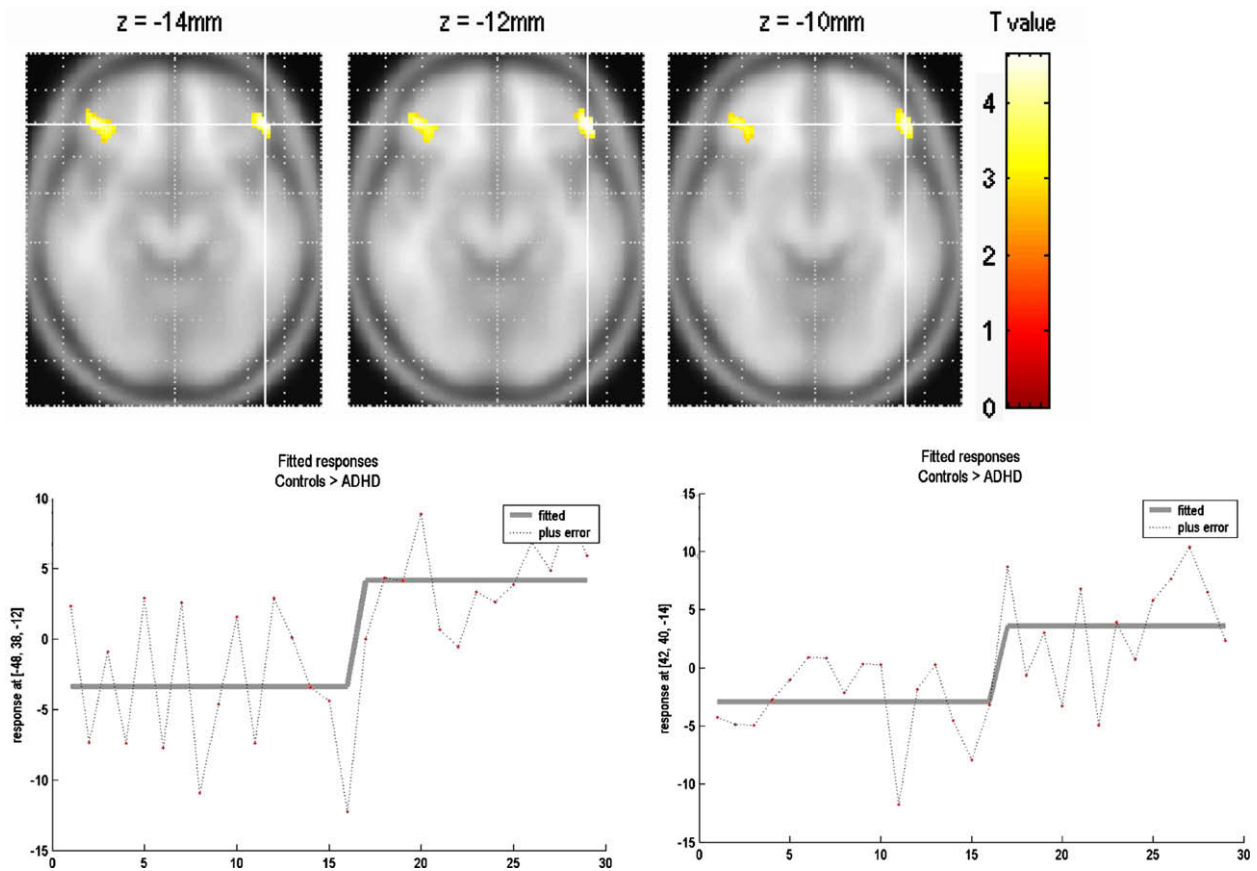 z = -14mm
z = -12mm
z = -10mm
T value
4
3
2
1
0
Fitted responses
Controls > ADHD
fitted
plus error
response at [-48, 38, -12]
10
5
0
-5
-10
-15
0
5
10
15
20
25
30
Fitted responses
Controls > ADHD
fitted
plus error
response at [42, 40, -14]
15
10
5
0
-5
-10
-15
0
5
10
15
20
25
30